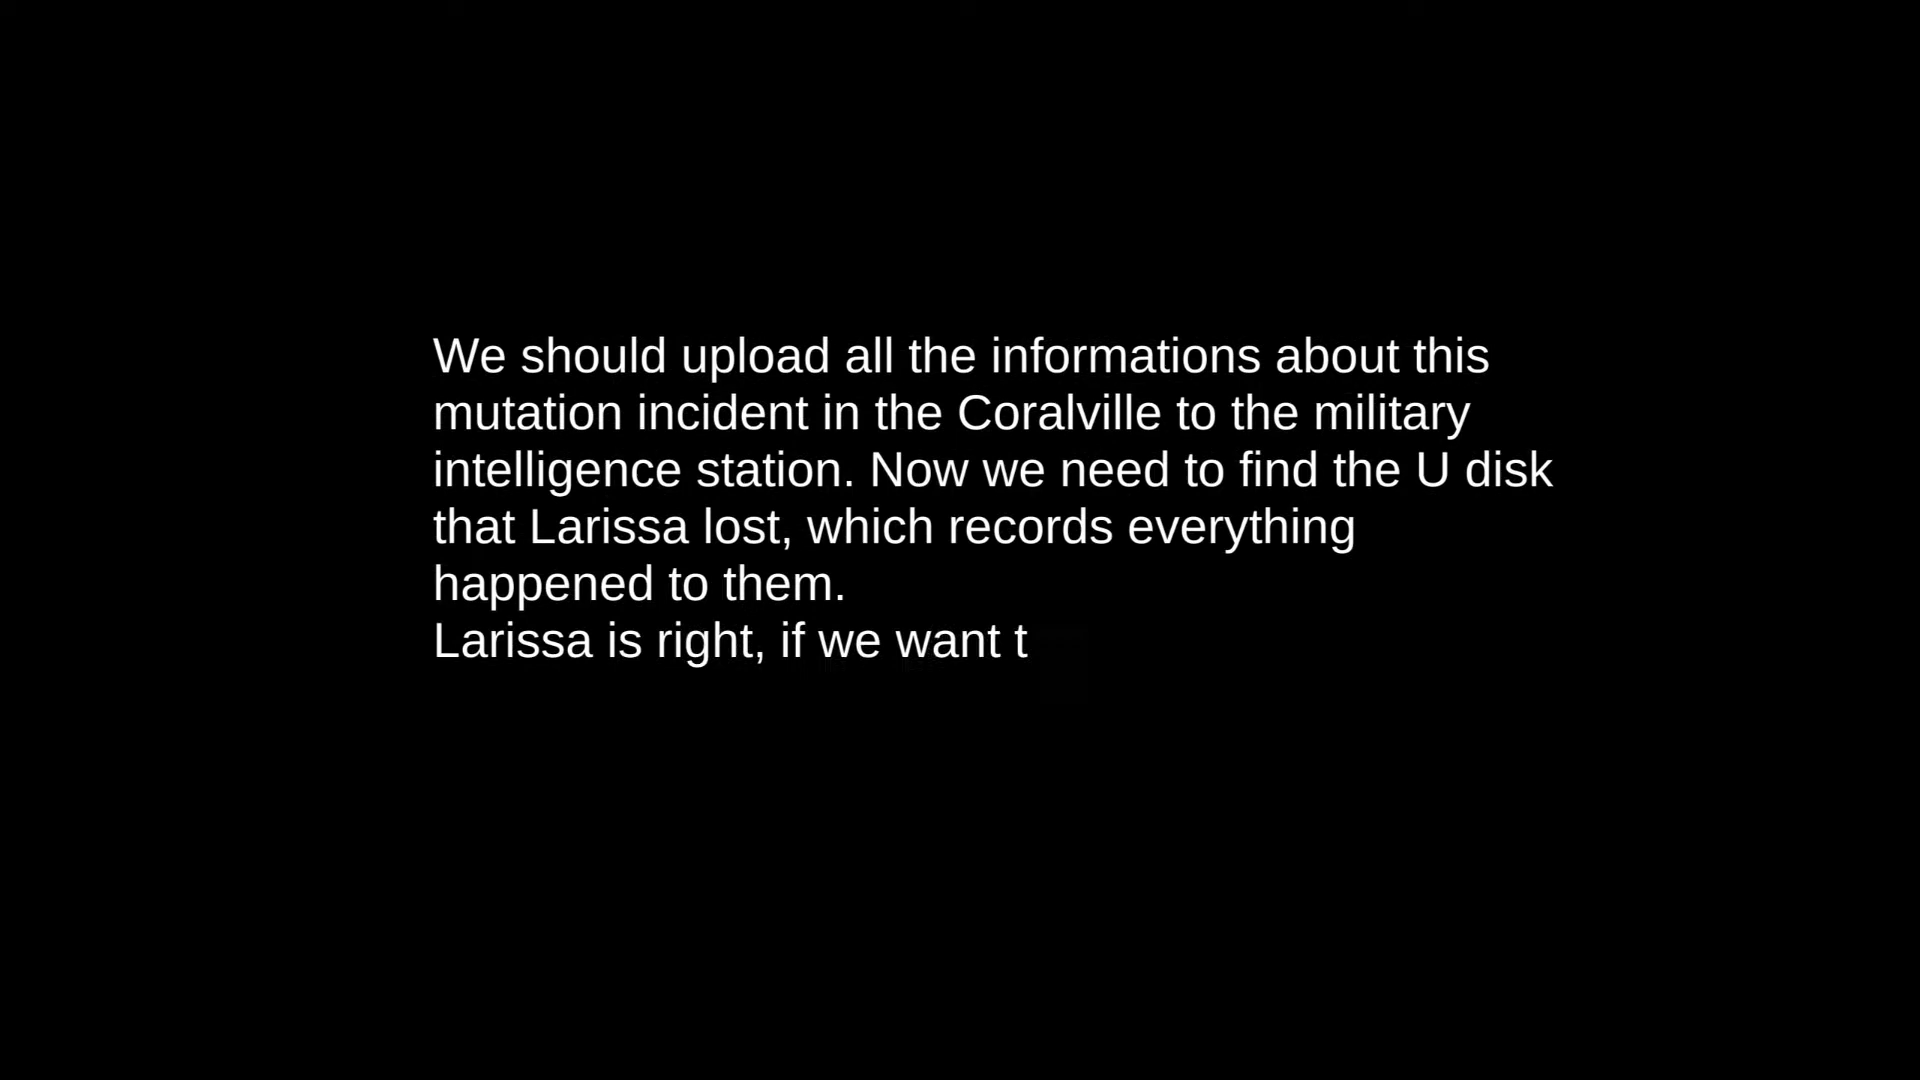 We should upload all the informations about this
mutation incident in the Coralville to the military
intelligence station. Now we need to find the U disk
that Larissa lost, which records everything
happened to them.
Larissa is right, if we want t